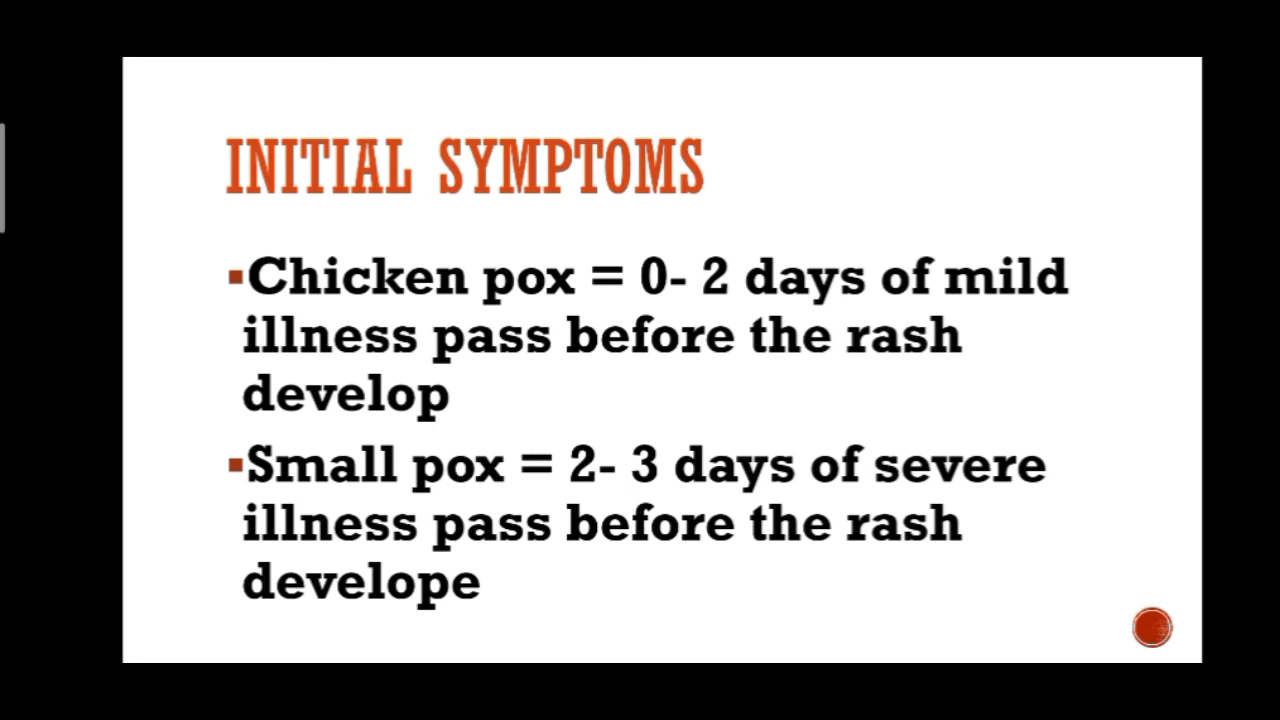 INITIAL SYMPTOMS
▪Chicken pox = 0- 2 days of mild
illness pass before the rash
develop
▪Small pox = 2- 3 days of severe
illness pass before the rash
develope